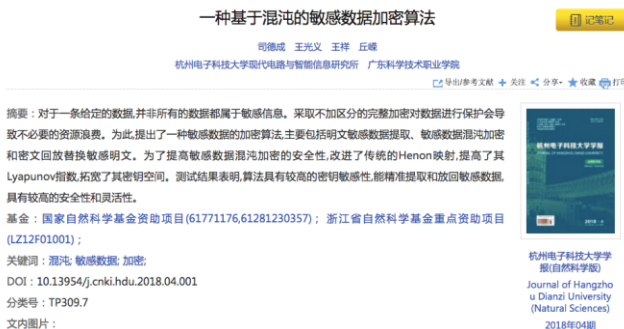 一种基于混沌的敏感数据加密算法
记笔记
司德成 王光义 王祥 丘嵘
杭州电子科技大学现代电路与智能信息研究所 广东科学技术职业学院
导出/参考文献 关注 分享 收藏 打印
摘要：对于一条给定的数据,并非所有的数据都属于敏感信息。采取不加区分的完整加密对数据进行保护会导
致不必要的资源浪费。为此,提出了一种敏感数据的加密算法,主要包括明文敏感数据提取、敏感数据混沌加密
和密文回放替换敏感明文。为了提高敏感数据混沌加密的安全性,改进了传统的Henon映射,提高了其
Lyapunov指数,拓宽了其密钥空间。测试结果表明,算法具有较高的密钥敏感性,能精准提取和放回敏感数据,
具有较高的安全性和灵活性。
基金：国家自然科学基金资助项目(61771176,61281230357)；浙江省自然科学基金重点资助项目
(LZ12F01001)；
关键词：混沌; 敏感数据; 加密;
DOI：10.13954/j.cnki.hdu.2018.04.001
分类号：TP309.7
文内图片：
杭州电子科技大学学报
2018
杭州电子科技大学学
报(自然科学版)
Journal of Hangzho
u Dianzi University
(Natural Sciences)
2018年04期